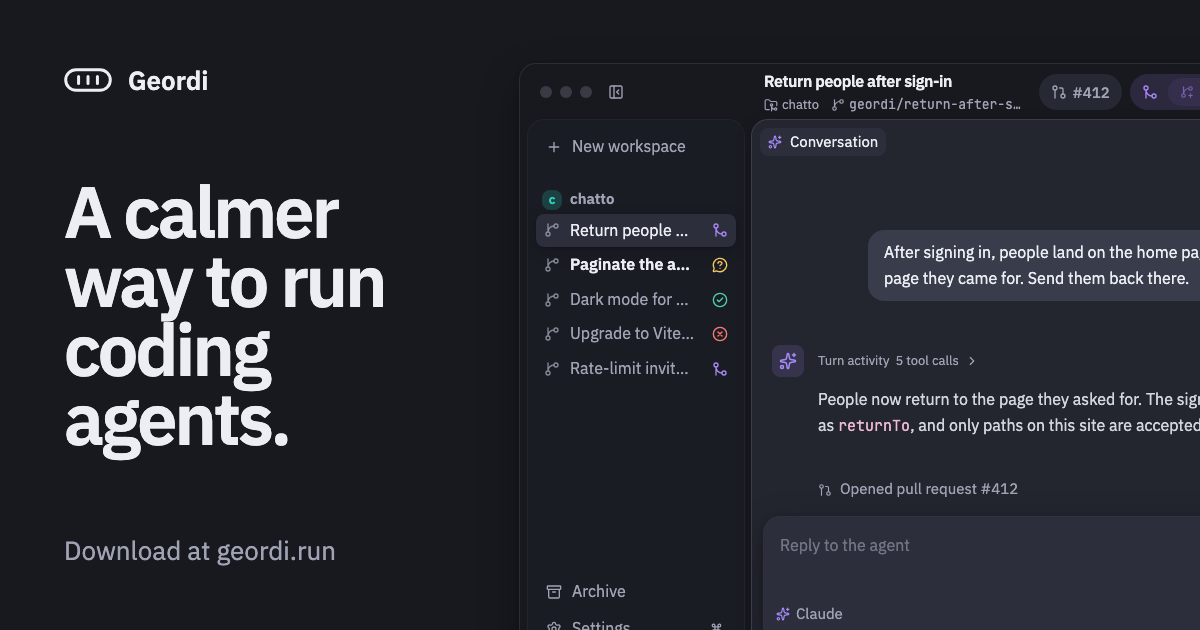 Geordi
A calmer
way to run
coding
agents.
Download at geordi.run
Return people after sign-in
chatto geordi/return-after-s…
#412
New workspace
c chatto
Return people ...
Paginate the a...
Dark mode for ...
Upgrade to Vite...
Rate-limit invit...
Archive
Settings ⌘
Conversation
After signing in, people land on the home pa
page they came for. Send them back there.
Turn activity 5 tool calls
People now return to the page they asked for. The sig
as returnTo, and only paths on this site are accepted
Opened pull request #412
Reply to the agent
Claude